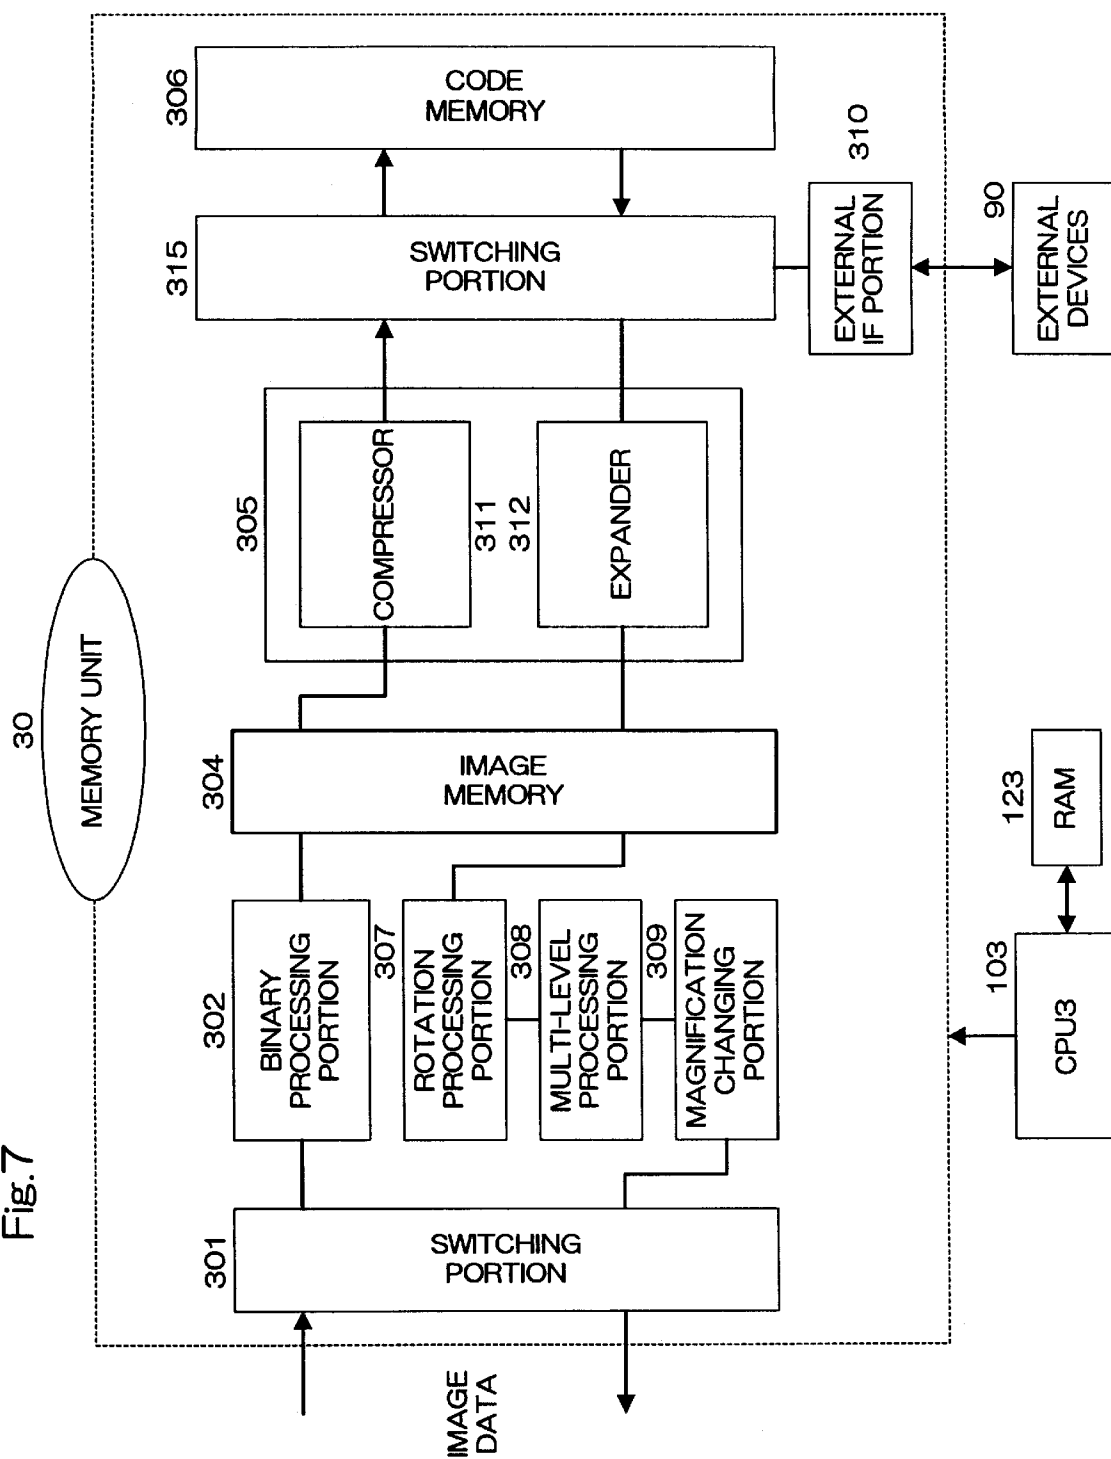 Fig.7
30
MEMORY UNIT
IMAGE
DATA
301
SWITCHING
PORTION
302
BINARY
PROCESSING
PORTION
307
ROTATION
PROCESSING
PORTION
308
MULTI-LEVEL
PROCESSING
PORTION
309
MAGNIFICATION
CHANGING
PORTION
304
IMAGE
MEMORY
305
COMPRESSOR
311
312
EXPANDER
315
SWITCHING
PORTION
306
CODE
MEMORY
EXTERNAL
IF PORTION
310
90
EXTERNAL
DEVICES
103
CPU3
123
RAM